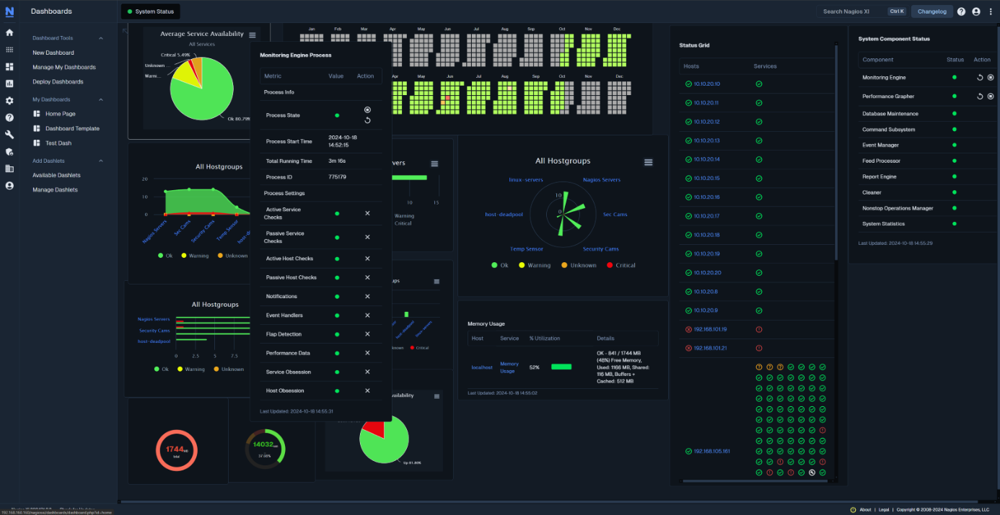 Dashboards
System Status
Search Nagios XI
Ctrl K
Changelog
Dashboard Tools
New Dashboard
Manage My Dashboards
Deploy Dashboards
My Dashboards
Home Page
Dashboard Template
Test Dash
Add Dashlets
Available Dashlets
Manage Dashlets
Average Service Availability
All Services
Critical 5.49%
Unknown ...
Warni...
Ok 80.79%
Jan Feb Mar Apr May Jun Jul Aug Sep Oct Nov Dec
Apr May Jun Jul Aug Sep Oct Nov Dec
Monitoring Engine Process
Metric Value Action
Process Info
Process State
Process Start Time 2024-10-18
14:52:15
Total Running Time 3m 16s
Process ID 775179
Process Settings
Active Service
Checks
Passive Service
Checks
Active Host Checks
Passive Host Checks
Notifications
Event Handlers
Flap Detection
Performance Data
Service Obsession
Host Obsession
Last Updated: 2024-10-18 14:55:31
All Hostgroups
20
10
0
Nagios Servers
Sec Cams
Security Cams
Temp Sensor
Ok Warning Unknown
All Hostgroups
Nagios Servers
Security Cams
host-deadpool
0 2.5 5 7.5
Ok Warning Unknown
1744
total
14032
37.08%
10 15
Warning
Critical
host-deadpool
linux-servers
Critical
Up 81.80%
All Hostgroups
linux-servers
Nagios Servers
host-deadpool
Sec Cams
Temp Sensor
Security Cams
10
0
Ok Warning Unknown Critical
Memory Usage
Host Service % Utilization Details
localhost
Memory
Usage
52%
OK - 841 / 1744 MB
(48%) Free Memory,
Used: 1166 MB, Shared:
116 MB, Buffers +
Cached: 512 MB
Last Updated: 2024-10-18 14:55:02
Status Grid
Hosts Services
10.10.20.10
10.10.20.11
10.10.20.12
10.10.20.13
10.10.20.14
10.10.20.15
10.10.20.16
10.10.20.17
10.10.20.18
10.10.20.19
10.10.20.20
10.10.20.8
10.10.20.9
192.168.101.19
192.168.101.21
192.168.105.161
System Component Status
Component Status Action
Monitoring Engine
Performance Grapher
Database Maintenance
Command Subsystem
Event Manager
Feed Processor
Report Engine
Cleaner
Nonstop Operations Manager
System Statistics
Last Updated: 2024-10-18 14:55:29
192.168.160.160/nagiosxi/dashboards/dashboard.php?id=home
About | Legal | Copyright © 2008-2024 Nagios Enterprises, LLC